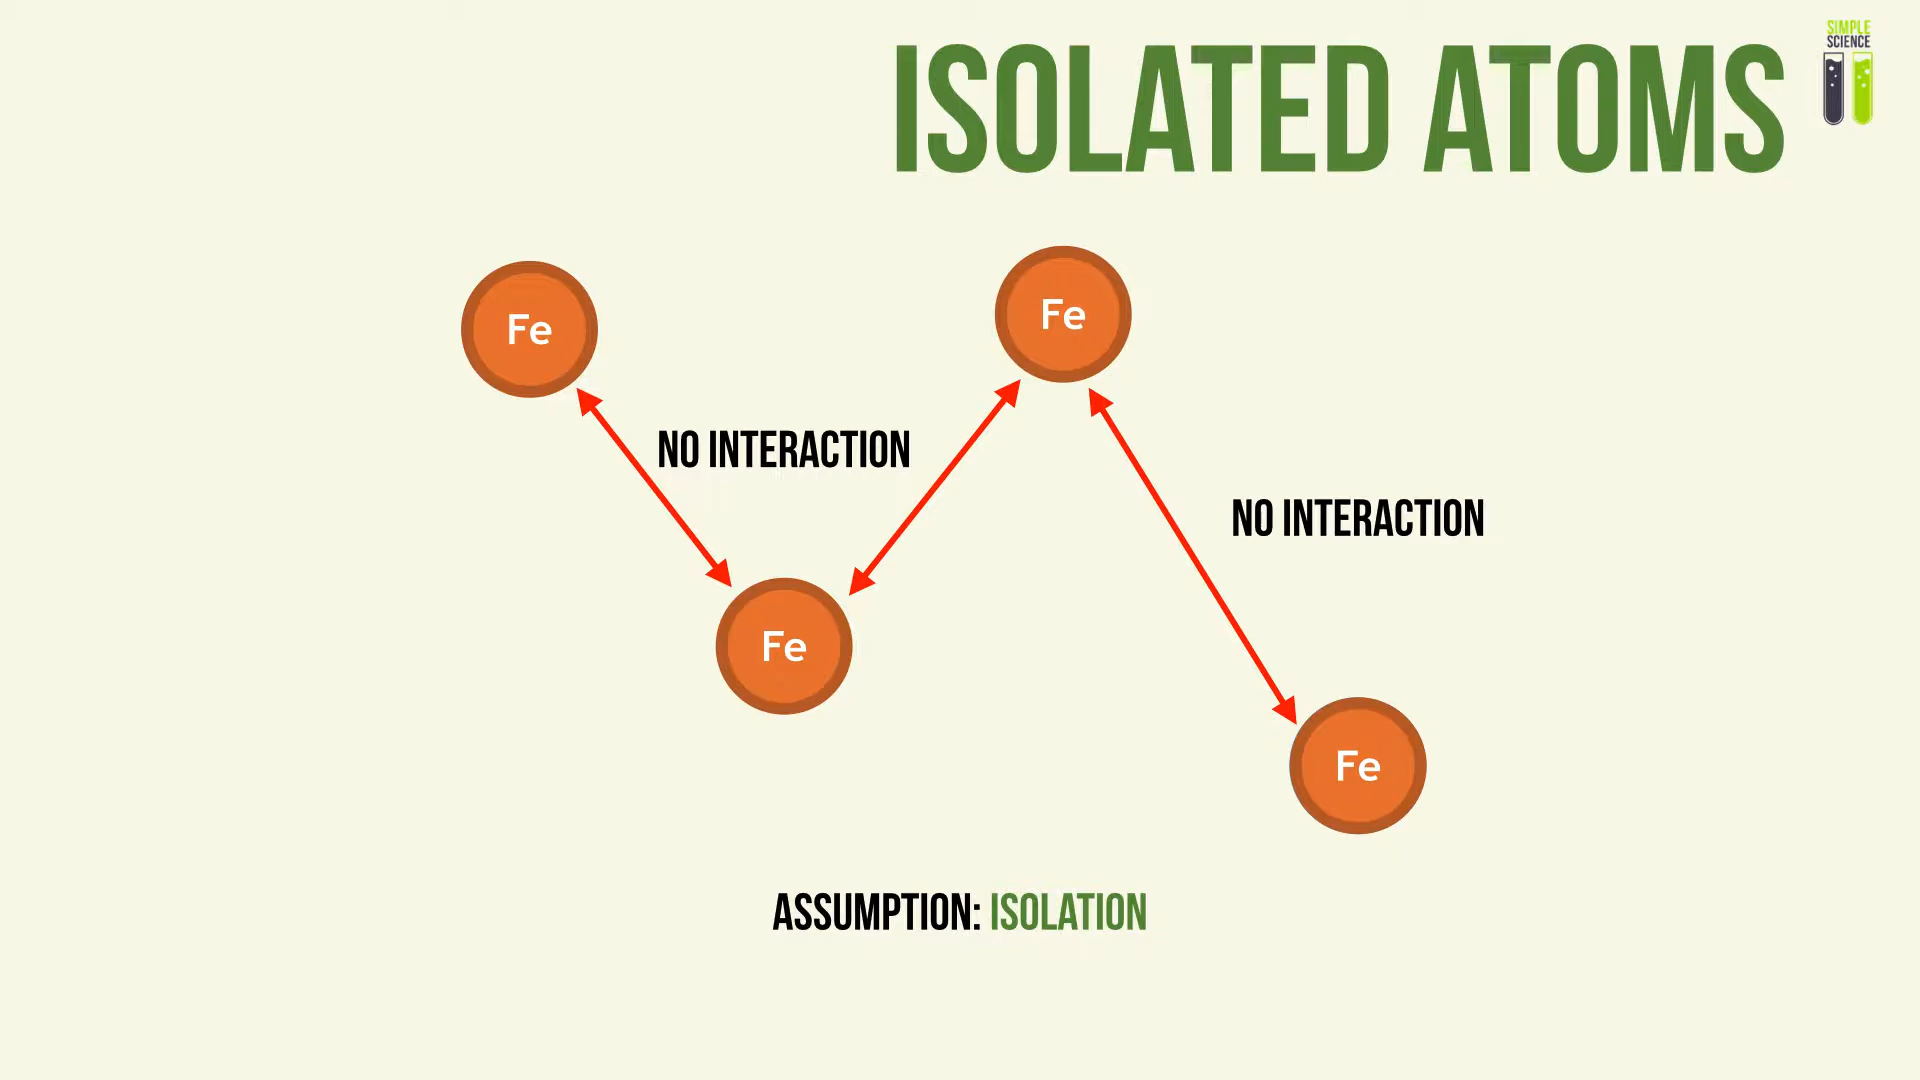 SIMPLE
SCIENCE
ISOLATED ATOMS
Fe
Fe
NO INTERACTION
NO INTERACTION
Fe
Fe
ASSUMPTION: ISOLATION